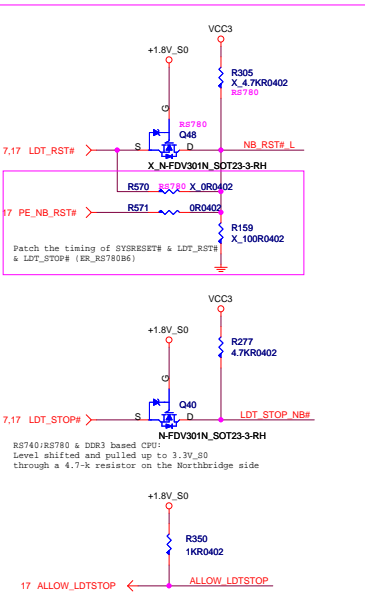 VCC3
+1.8V_S0
R305
X_4.7KR0402
RS780
G
RS780
Q48
7,17 LDT_RST#
S
D
NB_RST#_L
X_N-FDV301N_SOT23-3-RH
R570
RS780
X_0R0402
17 PE_NB_RST#
R571
0R0402
R159
X_100R0402
Patch the timing of SYSRESET# & LDT_RST#
& LDT_STOP# (ER_RS780B6)
VCC3
+1.8V_S0
R277
4.7KR0402
G
Q40
7,17 LDT_STOP#
S
D
LDT_STOP_NB#
N-FDV301N_SOT23-3-RH
RS740:RS780 & DDR3 based CPU:
Level shifted and pulled up to 3.3V_S0
through a 4.7-k resistor on the Northbridge side
+1.8V_S0
R350
1KR0402
17 ALLOW_LDTSTOP
ALLOW_LDTSTOP